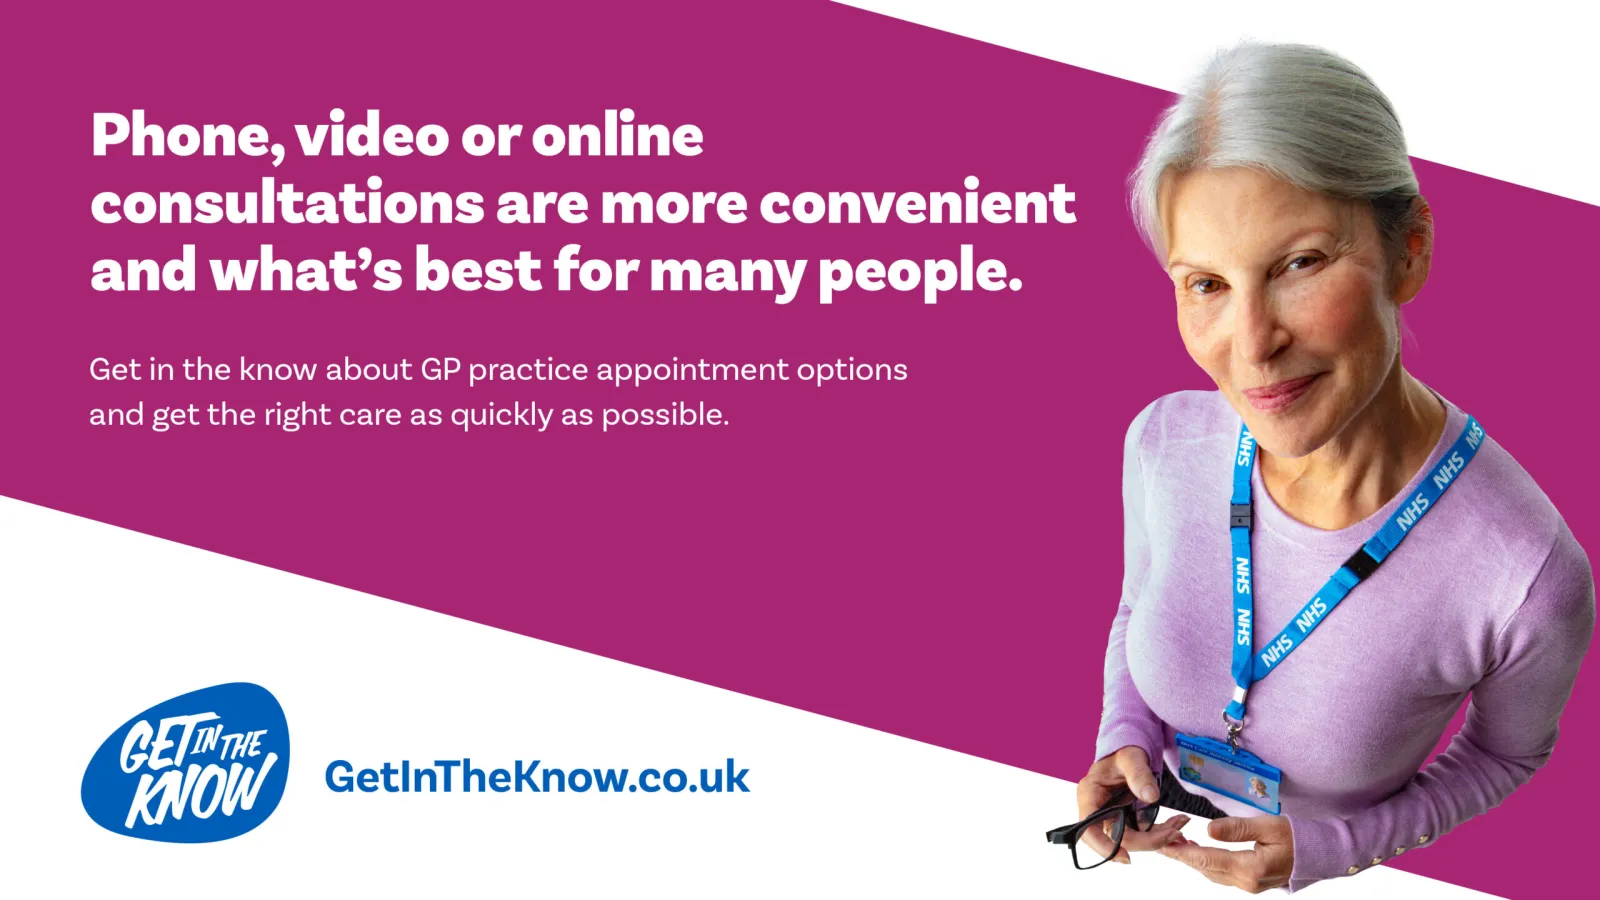 Phone, video or online
consultations are more convenient
and what’s best for many people.
Get in the know about GP practice appointment options
and get the right care as quickly as possible.
GET IN THE
KNOW
GetInTheKnow.co.uk
NHS
NHS
NHS
NHS
NHS
NHS
NHS
NHS